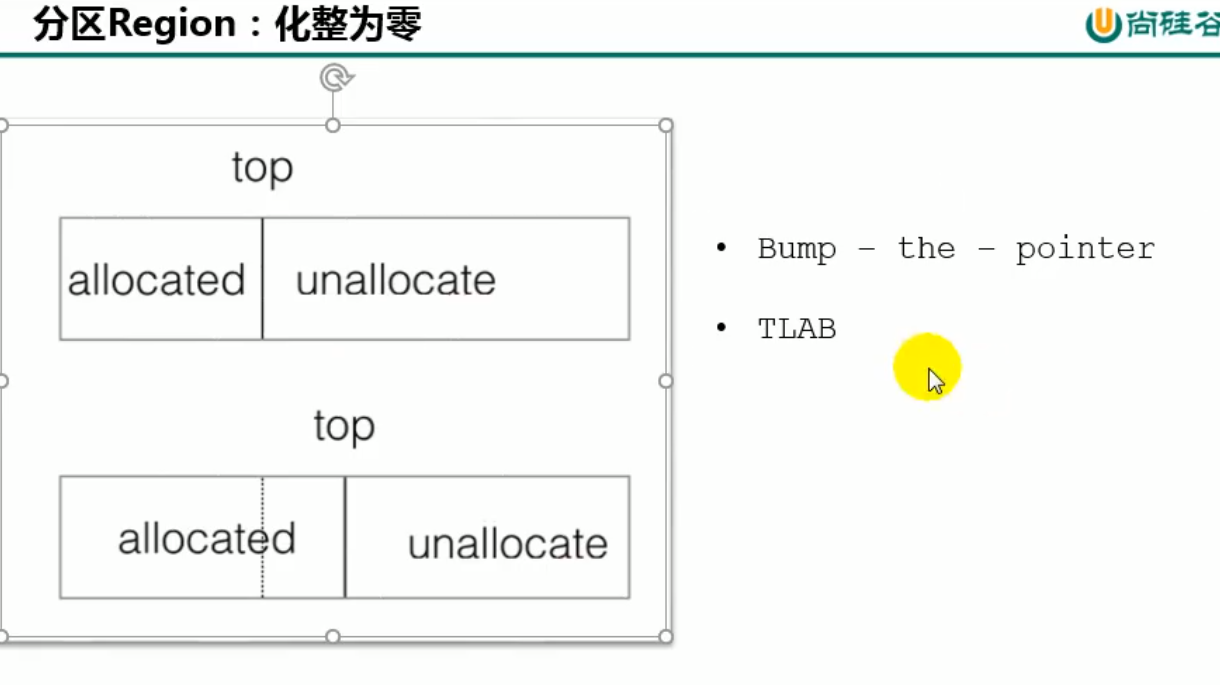 分区Region：化整为零
尚硅谷
top
allocated unallocate
top
allocated unallocate
• Bump – the – pointer
• TLAB